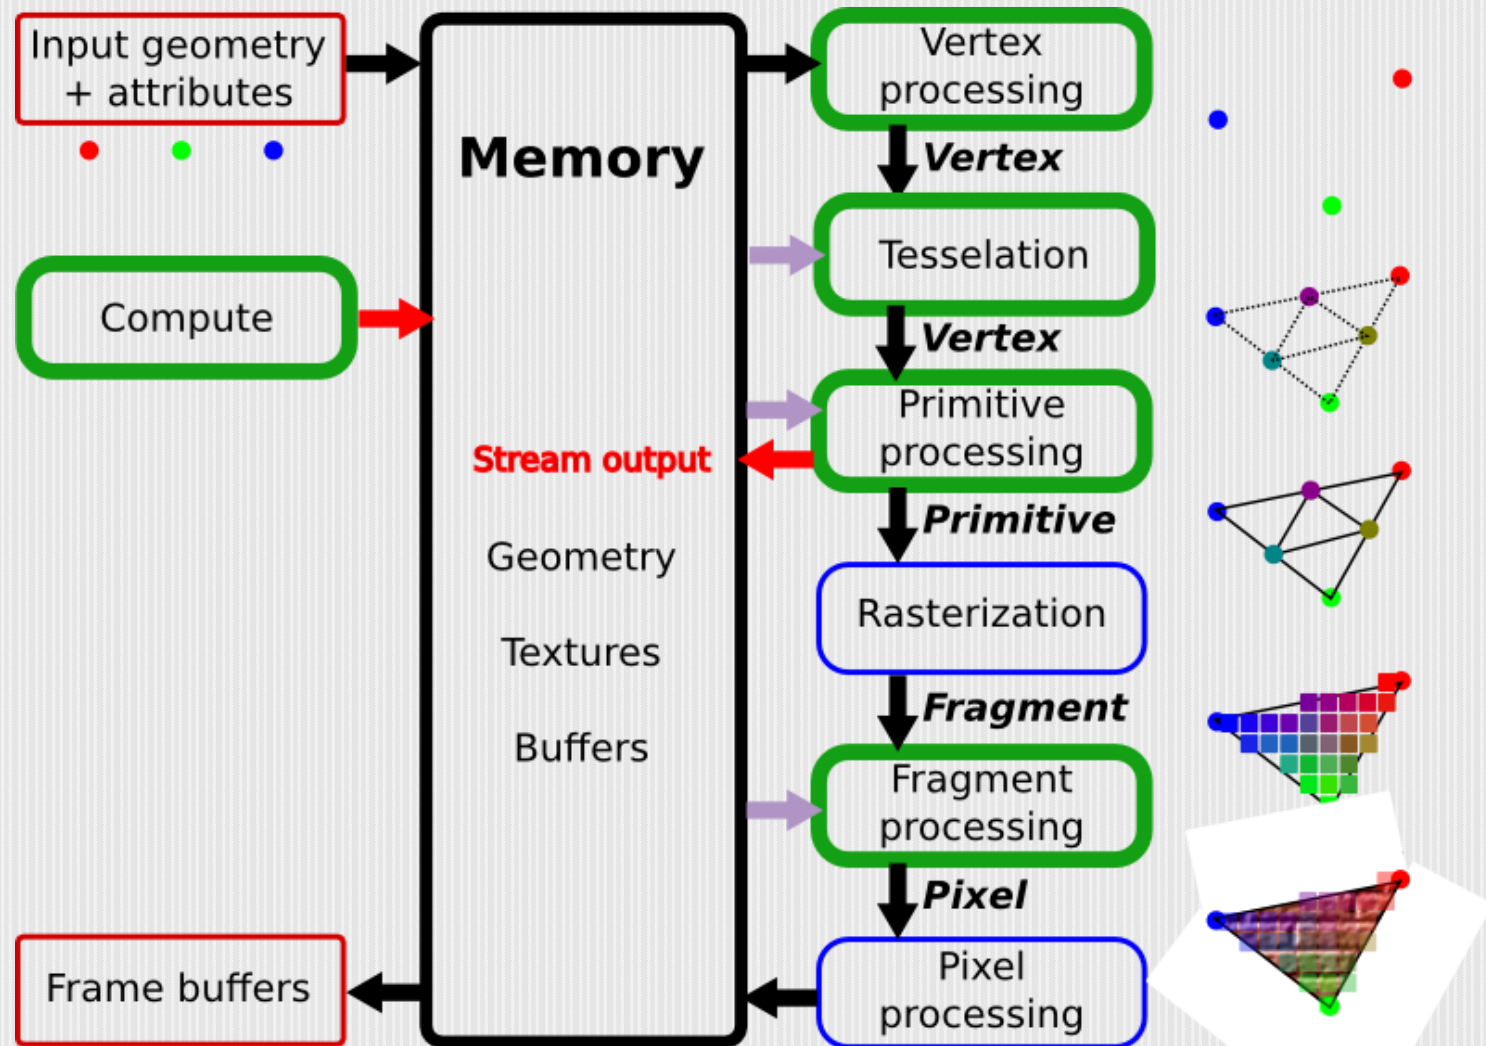 Input geometry
+ attributes
Memory
Vertex
processing
Vertex
Compute
Tesselation
Vertex
Primitive
processing
Stream output
Primitive
Geometry
Rasterization
Textures
Fragment
Buffers
Fragment
processing
Pixel
Frame buffers
Pixel
processing